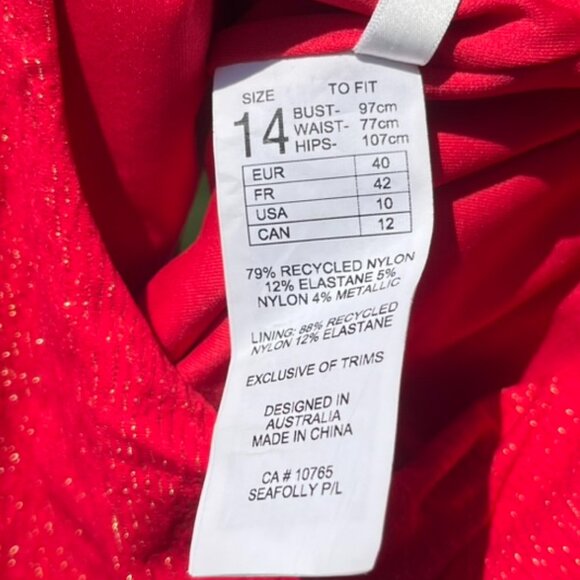 SIZE TO FIT
14 BUST- 97cm
WAIST- 77cm
HIPS- 107cm
EUR 40
FR 42
USA 10
CAN 12
79% RECYCLED NYLON
12% ELASTANE 5%
NYLON 4% METALLIC
LINING: 88% RECYCLED
NYLON 12% ELASTANE
EXCLUSIVE OF TRIMS
DESIGNED IN
AUSTRALIA
MADE IN CHINA
CA # 10765
SEAFOLLY P/L